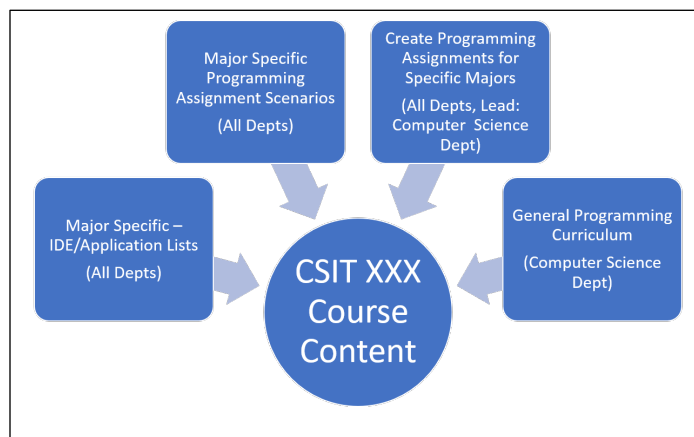 Major Specific
Programming
Assignment Scenarios
(All Depts)
Create Programming
Assignments for
Specific Majors
(All Depts, Lead:
Computer Science
Dept)
Major Specific –
IDE/Application Lists
(All Depts)
General Programming
Curriculum
(Computer Science
Dept)
CSIT XXX
Course
Content